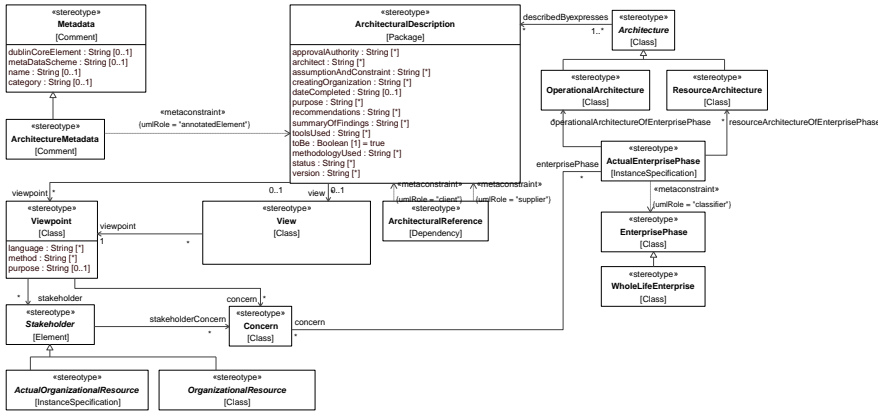 «stereotype»
Metadata
[Comment]
dublinCoreElement : String [0..1]
metaDataScheme : String [0..1]
name : String [0..1]
category : String [0..1]
«stereotype»
ArchitectureMetadata
[Comment]
«metaconstraint»
{umlRole = "annotatedElement"}
«stereotype»
ArchitecturalDescription
[Package]
approvalAuthority : String [*]
architect : String [*]
assumptionAndConstraint : String [*]
creatingOrganization : String [*]
dateCompleted : String [0..1]
purpose : String [*]
recommendations : String [*]
summaryOfFindings : String [*]
toolsUsed : String [*]
toBe : Boolean [1] = true
methodologyUsed : String [*]
status : String [*]
version : String [*]
describedBy
expresses
*
1..*
«stereotype»
Architecture
[Class]
«stereotype»
OperationalArchitecture
[Class]
«stereotype»
ResourceArchitecture
[Class]
*
operationalArchitectureOfEnterprisePhase
*
resourceArchitectureOfEnterprisePhase
enterprisePhase
*
«stereotype»
ActualEnterprisePhase
[InstanceSpecification]
«metaconstraint»
{umlRole = "classifier"}
«stereotype»
EnterprisePhase
[Class]
«stereotype»
WholeLifeEnterprise
[Class]
viewpoint
*
0..1
view
*
0..1
«metaconstraint»
{umlRole = "client"}
«metaconstraint»
{umlRole = "supplier"}
«stereotype»
Viewpoint
[Class]
language : String [*]
method : String [*]
purpose : String [0..1]
viewpoint
1
*
«stereotype»
View
[Class]
«stereotype»
ArchitecturalReference
[Dependency]
*
stakeholder
concern
*
«stereotype»
Stakeholder
[Element]
stakeholderConcern
*
«stereotype»
Concern
[Class]
concern
*
«stereotype»
ActualOrganizationalResource
[InstanceSpecification]
«stereotype»
OrganizationalResource
[Class]